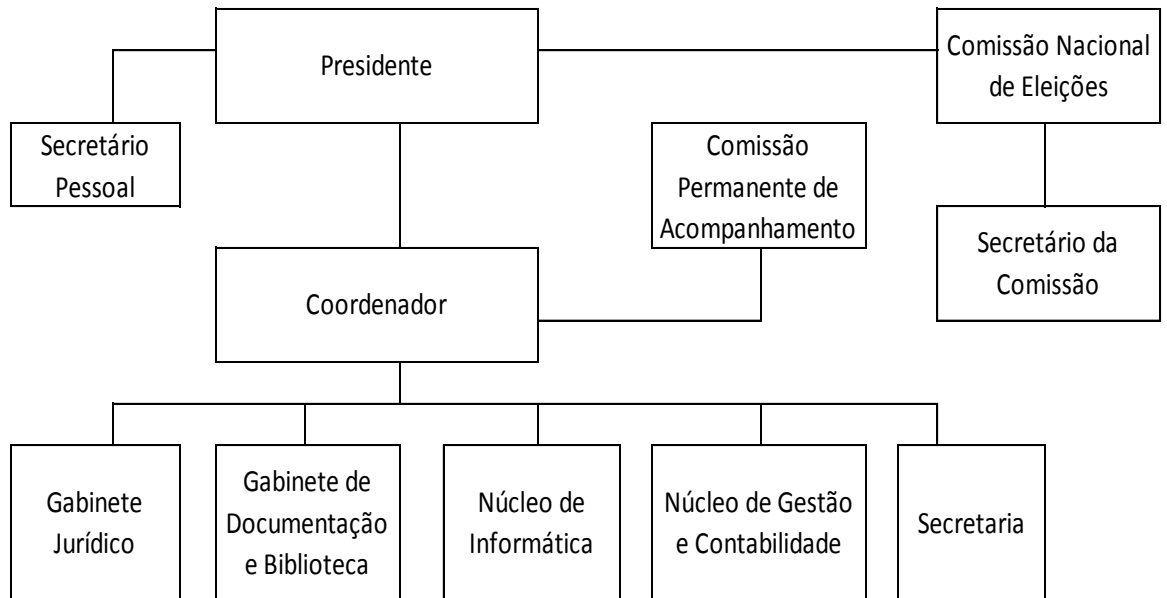 Presidente
Comissão Nacional
de Eleições
Secretário
Pessoal
Comissão
Permanente de
Acompanhamento
Secretário da
Comissão
Coordenador
Gabinete
Jurídico
Gabinete de
Documentação
e Biblioteca
Núcleo de
Informática
Núcleo de Gestão
e Contabilidade
Secretaria